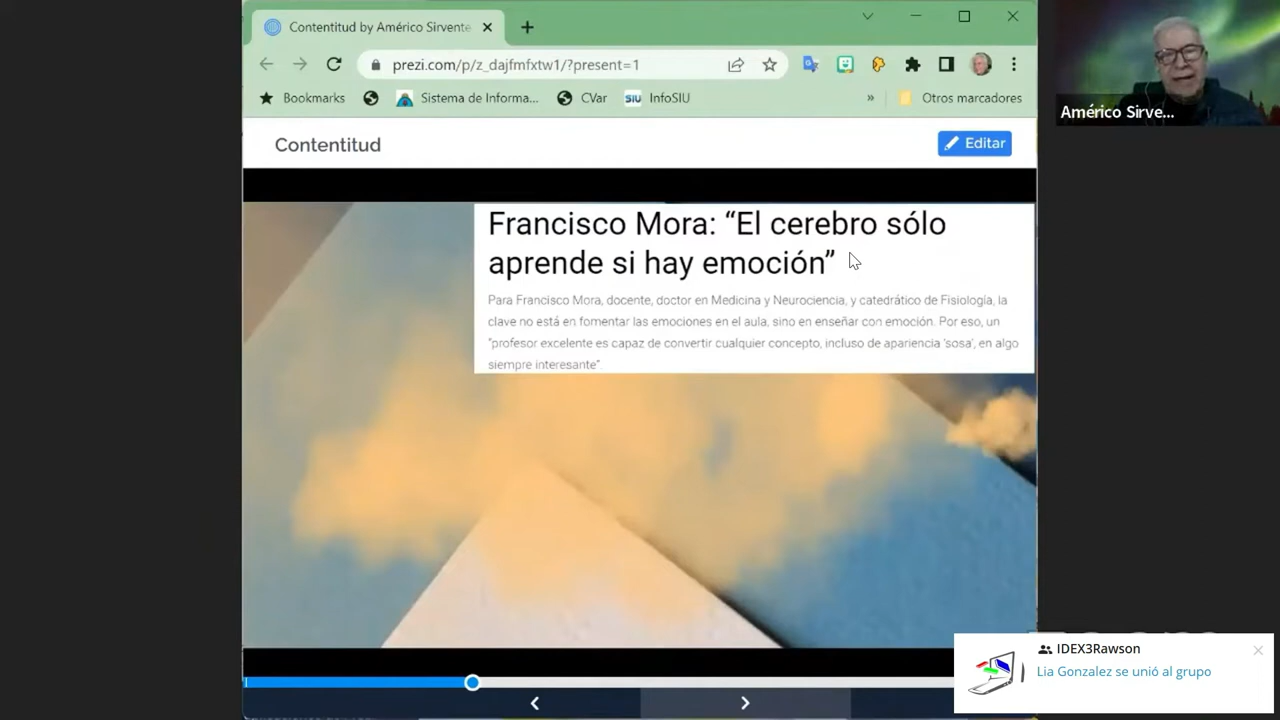 Contentitud by Américo Sirvente
prezi.com/p/z_dajfmfxtw1/?present=1
Bookmarks
Sistema de Informa...
CVar
SIU InfoSIU
»
Otros marcadores
Contentitud
Editar
Américo Sirve...
Francisco Mora: “El cerebro sólo
aprende si hay emoción”
Para Francisco Mora, docente, doctor en Medicina y Neurociencia, y catedrático de Fisiología, la
clave no está en fomentar las emociones en el aula, sino en enseñar con emoción. Por eso, un
“profesor excelente es capaz de convertir cualquier concepto, incluso de apariencia ‘sosa’, en algo
siempre interesante”.
IDEX3Rawson
Lia Gonzalez se unió al grupo